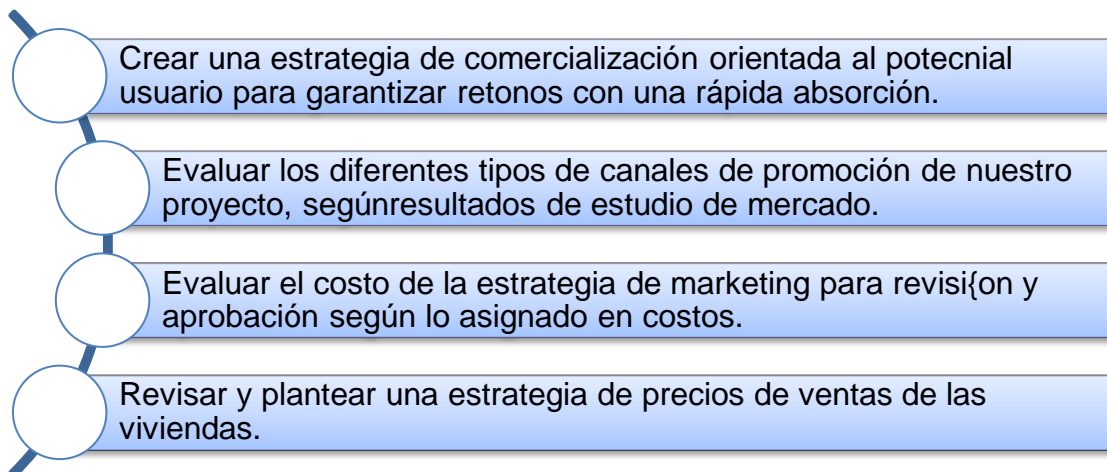 Crear una estrategia de comercialización orientada al potecnial
usuario para garantizar retonos con una rápida absorción.
Evaluar los diferentes tipos de canales de promoción de nuestro
proyecto, segúnresultados de estudio de mercado.
Evaluar el costo de la estrategia de marketing para revisi{on y
aprobación según lo asignado en costos.
Revisar y plantear una estrategia de precios de ventas de las
viviendas.